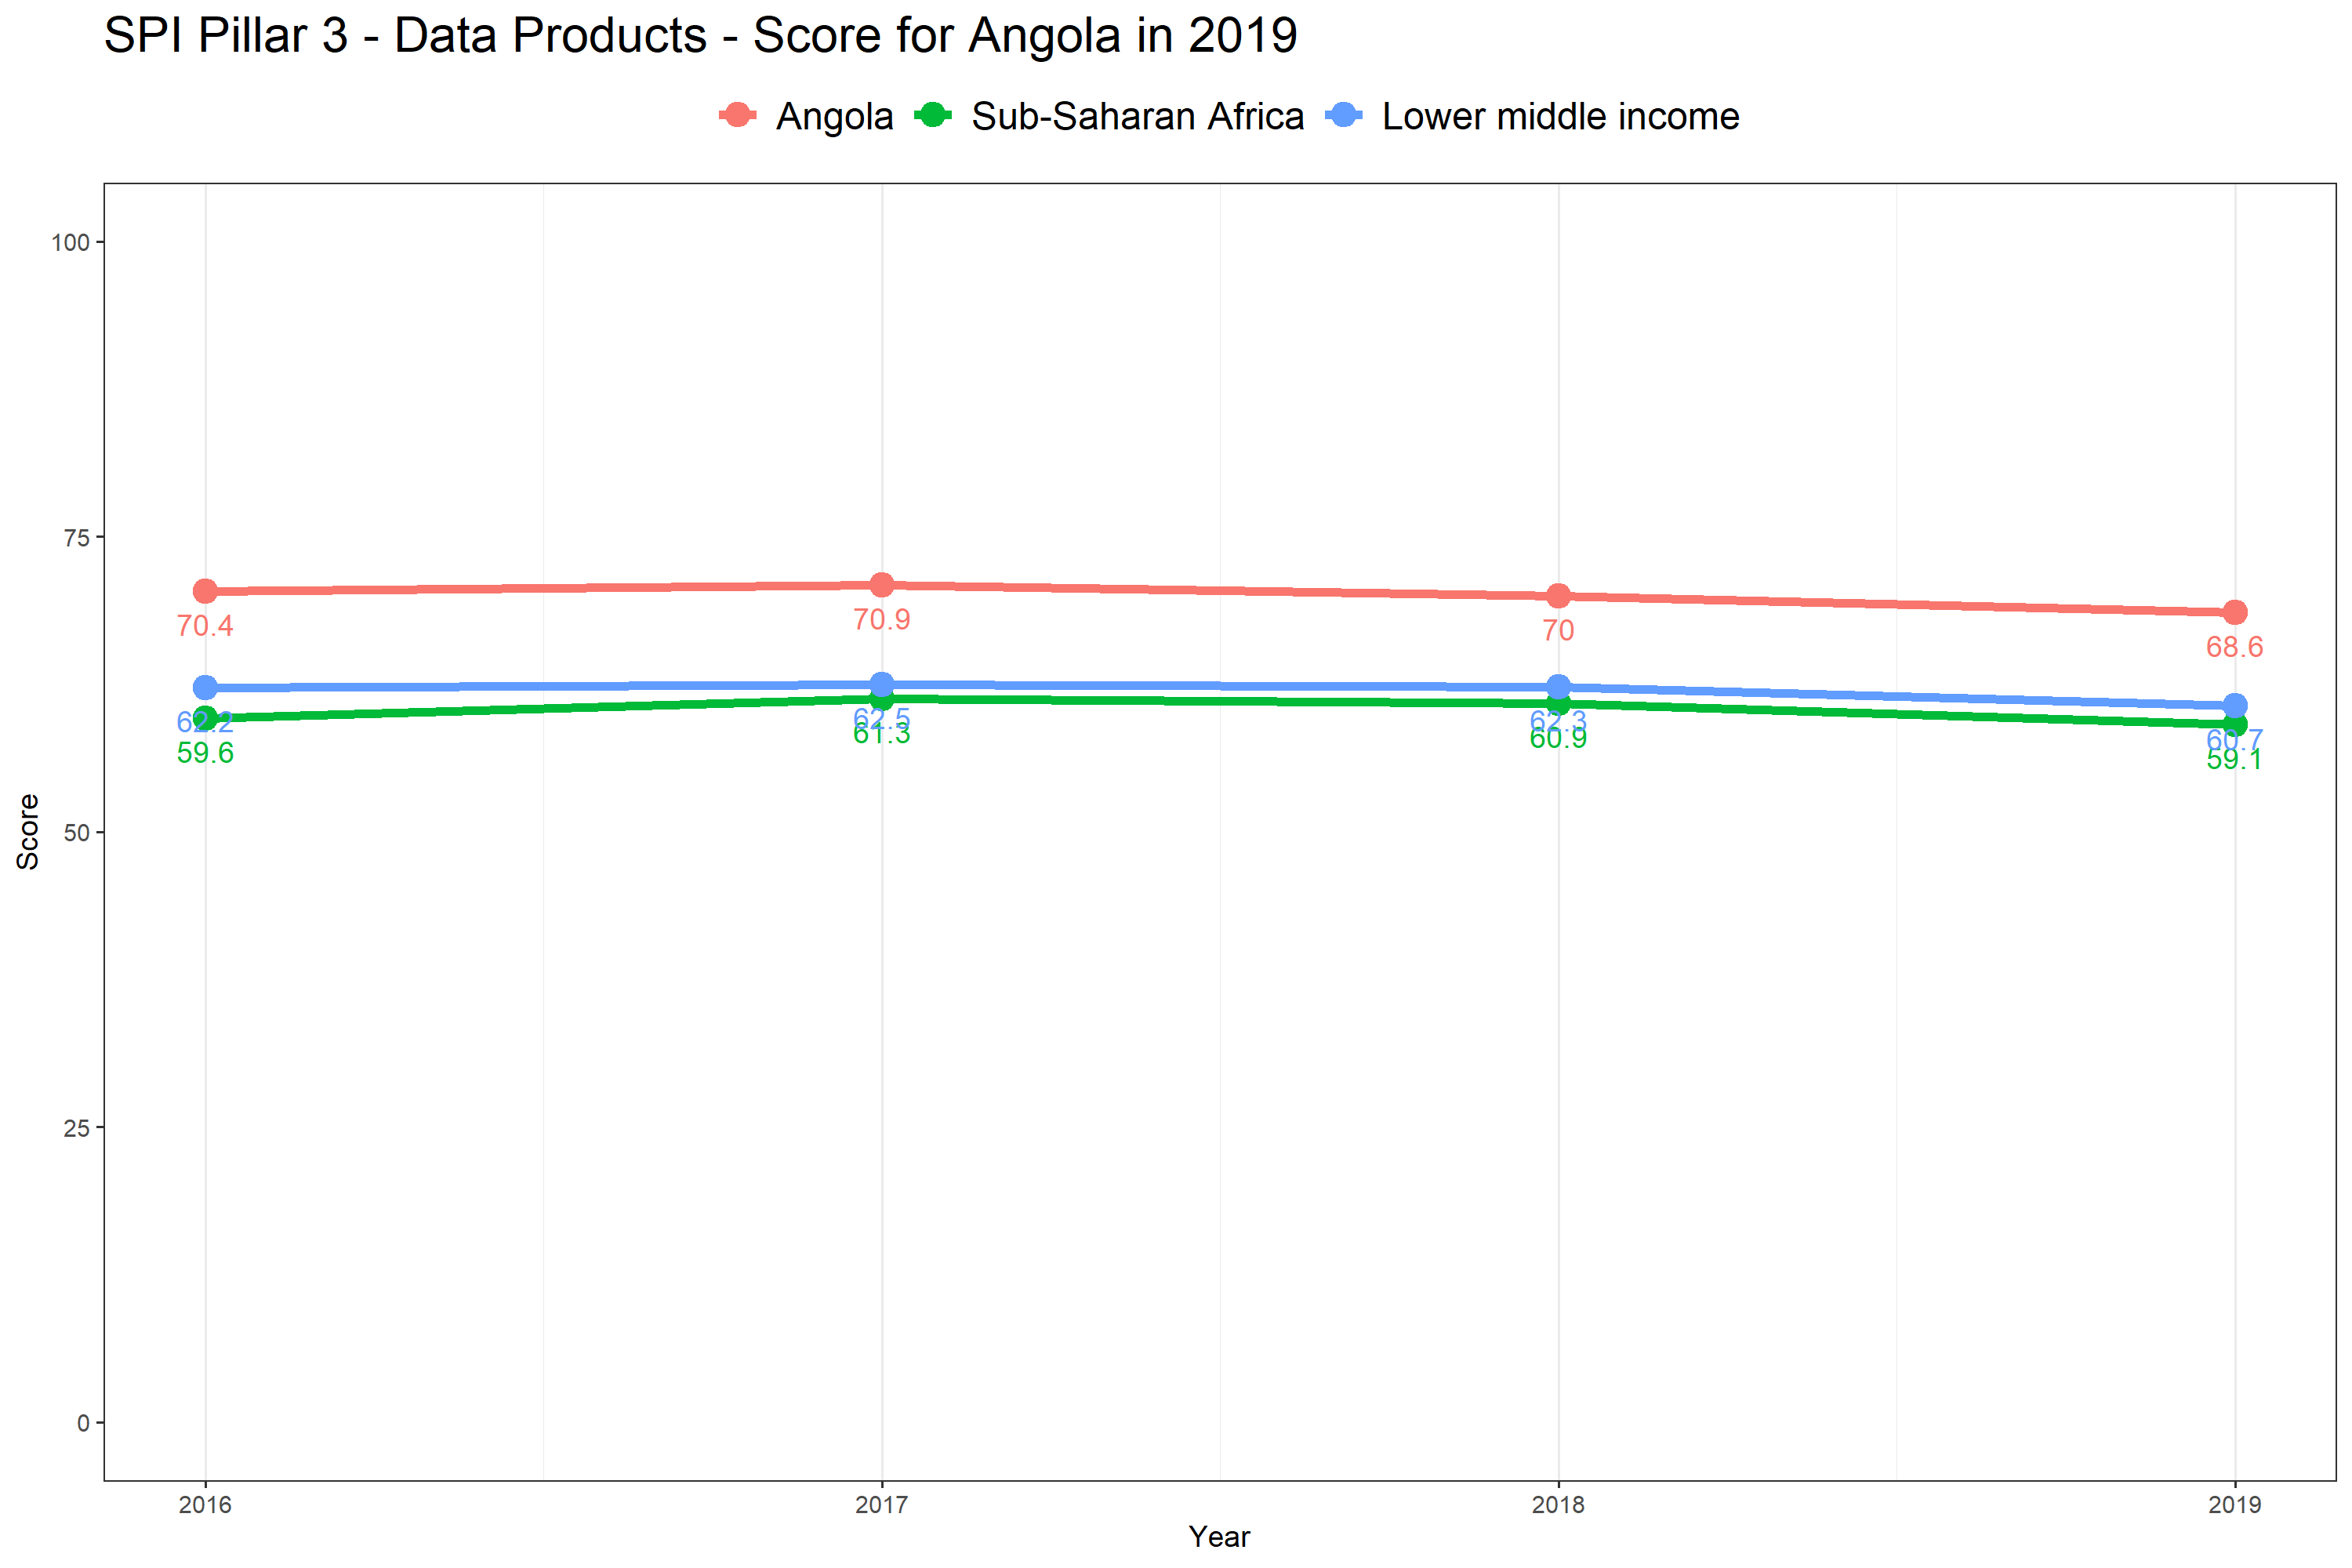 SPI Pillar 3 - Data Products - Score for Angola in 2019
Angola Sub-Saharan Africa Lower middle income
100
75
50
25
0
Score
70.4 70.9 70 68.6
62.2 62.5 62.3 60.7
59.6 61.3 60.9 59.1
2016 2017 2018 2019
Year